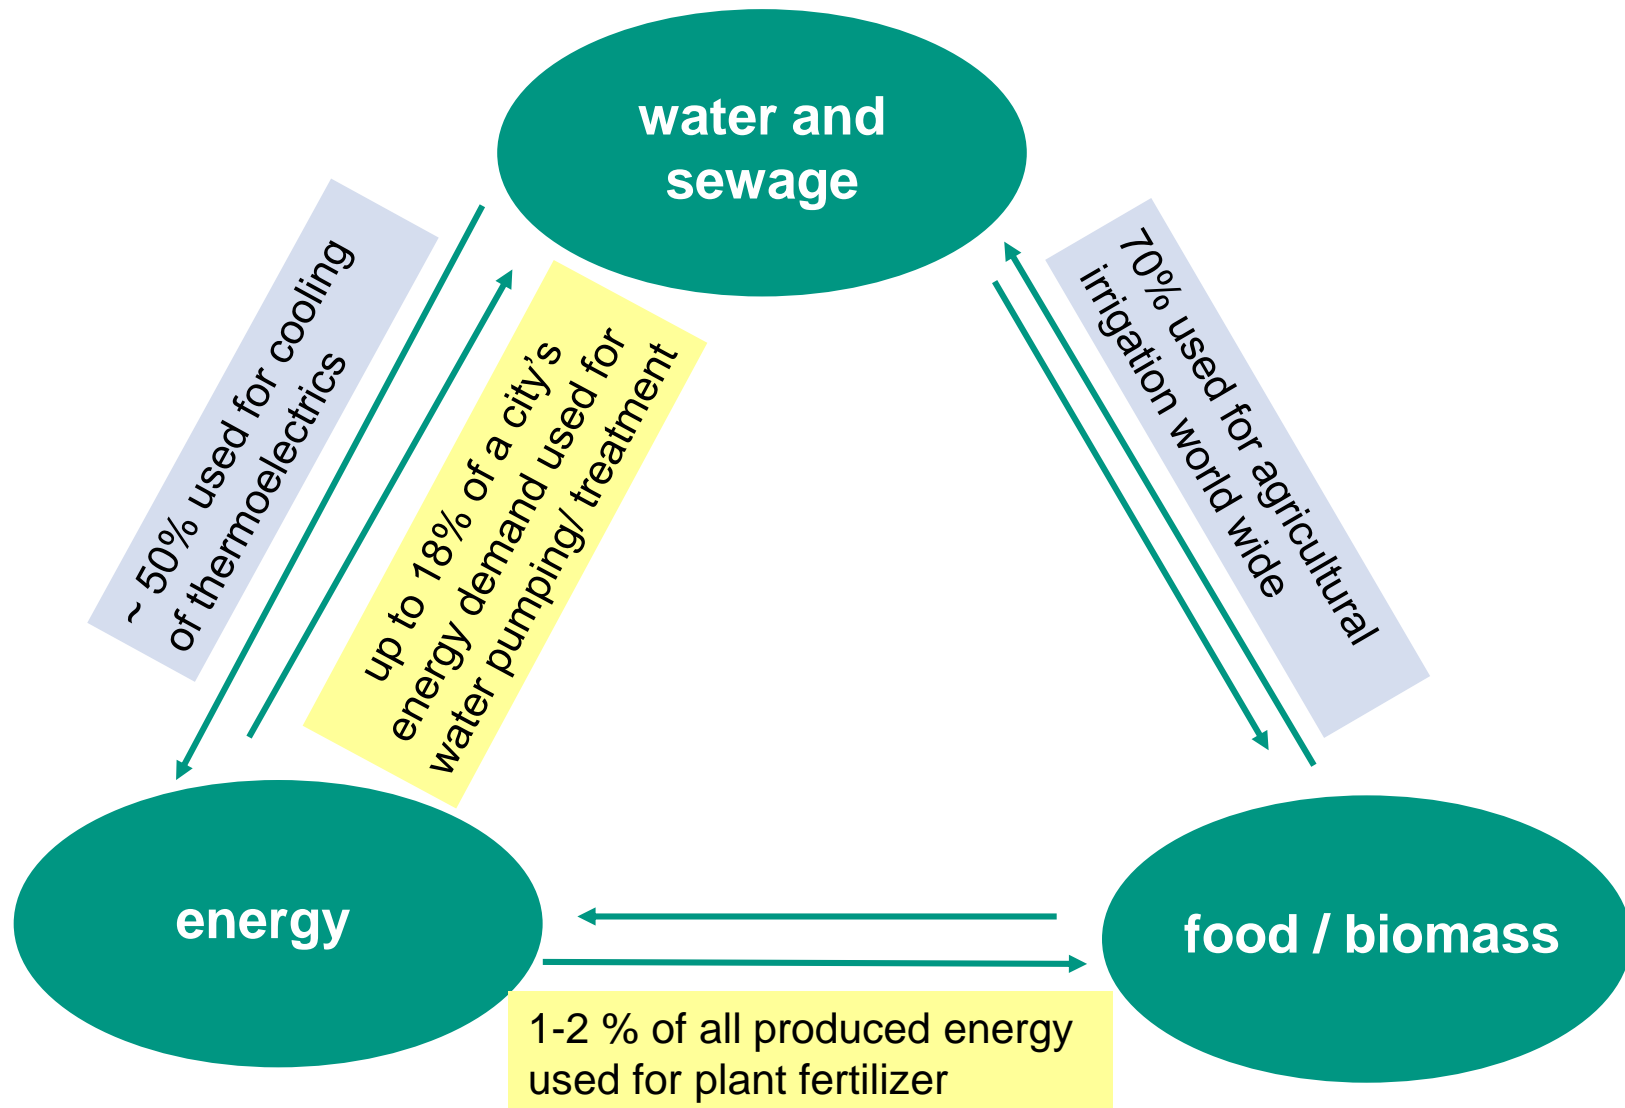 water and
sewage
~ 50% used for cooling
of thermoelectrics
up to 18% of a city’s
energy demand used for
water pumping/ treatment
70% used for agricultural
irrigation world wide
energy
food / biomass
1-2 % of all produced energy
used for plant fertilizer